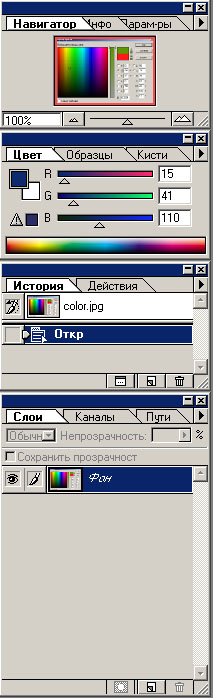 Навигатор нфо Парам-ры
100%
Цвет Образцы Кисти
R 15
G 41
B 110
История Действия
color.jpg
Откр
Слои Каналы Пути
Обычн Непрозрачность: %
Сохранить прозрачност
Фон